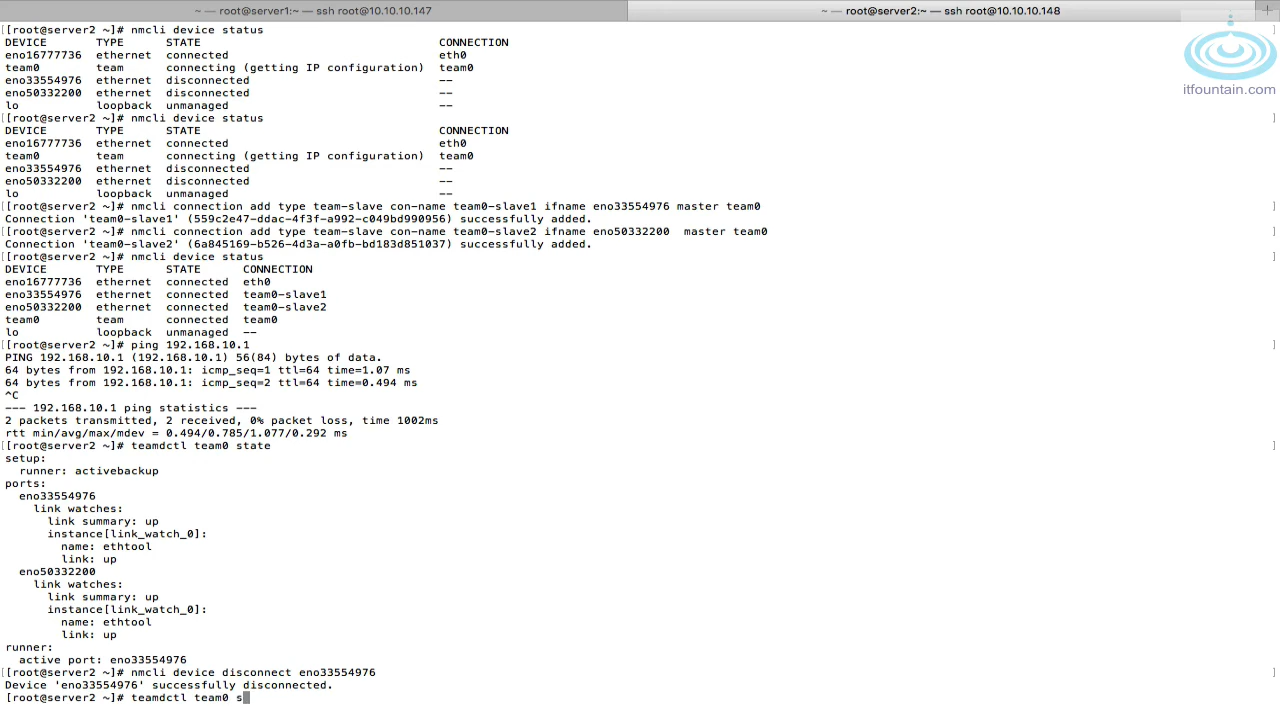 ~ — root@server1:~ — ssh root@10.10.10.147
~ — root@server2:~ — ssh root@10.10.10.148
+
itfountain.com
[[root@server2 ~]# nmcli device status ]
DEVICE TYPE STATE CONNECTION
eno16777736 ethernet connected eth0
team0 team connecting (getting IP configuration) team0
eno33554976 ethernet disconnected --
eno50332200 ethernet disconnected --
lo loopback unmanaged --
[[root@server2 ~]# nmcli device status ]
DEVICE TYPE STATE CONNECTION
eno16777736 ethernet connected eth0
team0 team connecting (getting IP configuration) team0
eno33554976 ethernet disconnected --
eno50332200 ethernet disconnected --
lo loopback unmanaged --
[[root@server2 ~]# nmcli connection add type team-slave con-name team0-slave1 ifname eno33554976 master team0 ]
Connection 'team0-slave1' (559c2e47-ddac-4f3f-a992-c049bd990956) successfully added.
[[root@server2 ~]# nmcli connection add type team-slave con-name team0-slave2 ifname eno50332200  master team0 ]
Connection 'team0-slave2' (6a845169-b526-4d3a-a0fb-bd183d851037) successfully added.
[[root@server2 ~]# nmcli device status ]
DEVICE TYPE STATE CONNECTION
eno16777736 ethernet connected eth0
eno33554976 ethernet connected team0-slave1
eno50332200 ethernet connected team0-slave2
team0 team connected team0
lo loopback unmanaged --
[[root@server2 ~]# ping 192.168.10.1 ]
PING 192.168.10.1 (192.168.10.1) 56(84) bytes of data.
64 bytes from 192.168.10.1: icmp_seq=1 ttl=64 time=1.07 ms
64 bytes from 192.168.10.1: icmp_seq=2 ttl=64 time=0.494 ms
^C
--- 192.168.10.1 ping statistics ---
2 packets transmitted, 2 received, 0% packet loss, time 1002ms
rtt min/avg/max/mdev = 0.494/0.785/1.077/0.292 ms
[[root@server2 ~]# teamdctl team0 state ]
setup:
runner: activebackup
ports:
eno33554976
link watches:
link summary: up
instance[link_watch_0]:
name: ethtool
link: up
eno50332200
link watches:
link summary: up
instance[link_watch_0]:
name: ethtool
link: up
runner:
active port: eno33554976
[[root@server2 ~]# nmcli device disconnect eno33554976 ]
Device 'eno33554976' successfully disconnected.
[root@server2 ~]# teamdctl team0 s